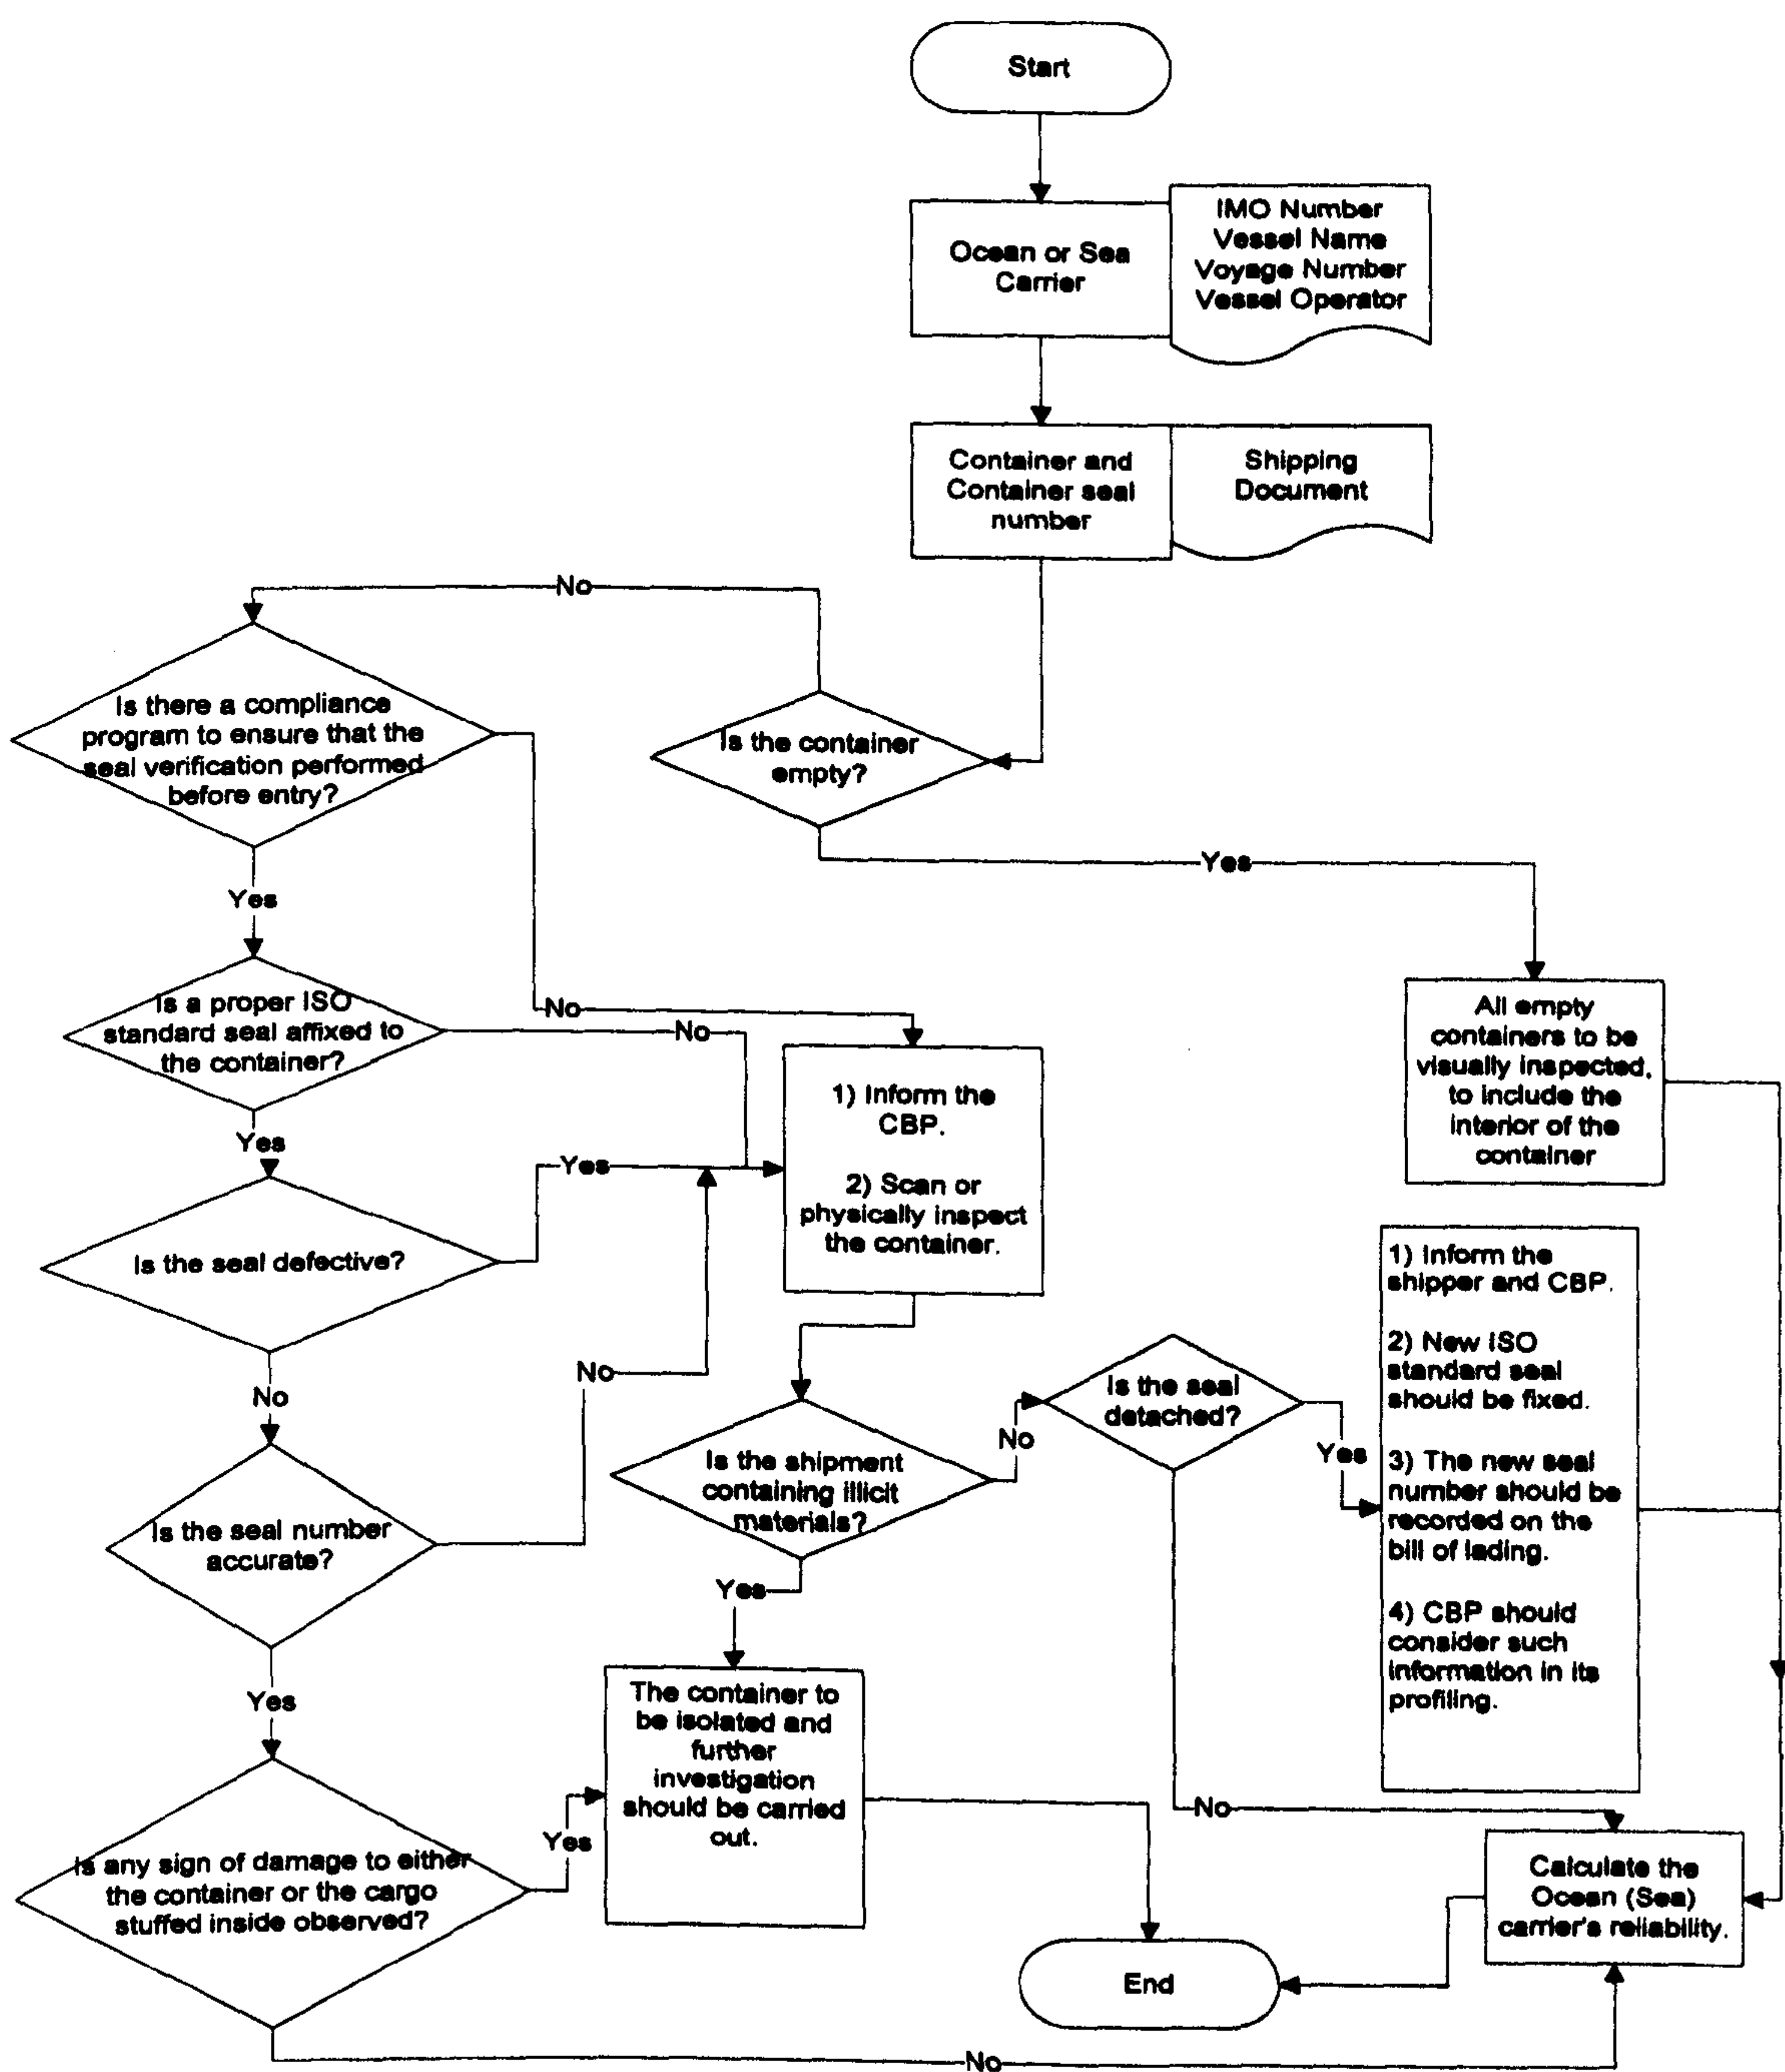 Start
Ocean or Sea
Carrier
IMO Number
Vessel Name
Voyage Number
Vessel Operator
Container and
Container seal
number
Shipping
Document
No
Is the container
empty?
Yes
Is there a compliance
program to ensure that the
seal verification performed
before entry?
Yes
No
Is a proper ISO
standard seal affixed to
the container?
No
Yes
All empty
containers to be
visually inspected,
to include the
interior of the
container
1) Inform the
CBP.
2) Scan or
physically inspect
the container.
Is the seal defective?
Yes
No
1) Inform the
shipper and CBP.
2) New ISO
standard seal
should be fixed.
3) The new seal
number should be
recorded on the
bill of lading.
4) CBP should
consider such
information in its
profiling.
Is the seal
detached?
Yes
No
Is the shipment
containing illicit
materials?
No
Yes
Is the seal number
accurate?
No
Yes
The container to
be isolated and
further
investigation
should be carried
out.
Is any sign of damage to either
the container or the cargo
stuffed inside observed?
Yes
No
Calculate the
Ocean (Sea)
carrier's reliability.
End